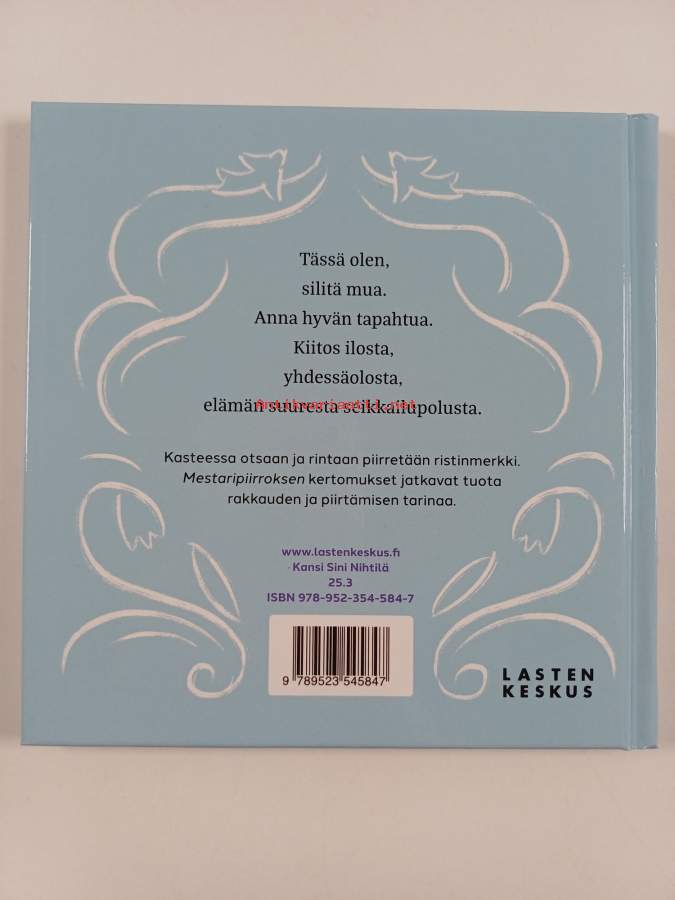 Tässä olen,
silitä mua.
Anna hyvän tapahtua.
Kiitos ilosta,
yhdessäolosta,
elämän suuresta seikkailupolusta.
Antikvariaatit.net
Kasteessa otsaan ja rintaan piirretään ristinmerkki.
Mestaripiirroksen kertomukset jatkavat tuota
rakkauden ja piirtämisen tarinaa.
www.lastenkeskus.fi
Kansi Sini Nihtilä
25.3
ISBN 978-952-354-584-7
9 789523 545847
LASTEN
KESKUS